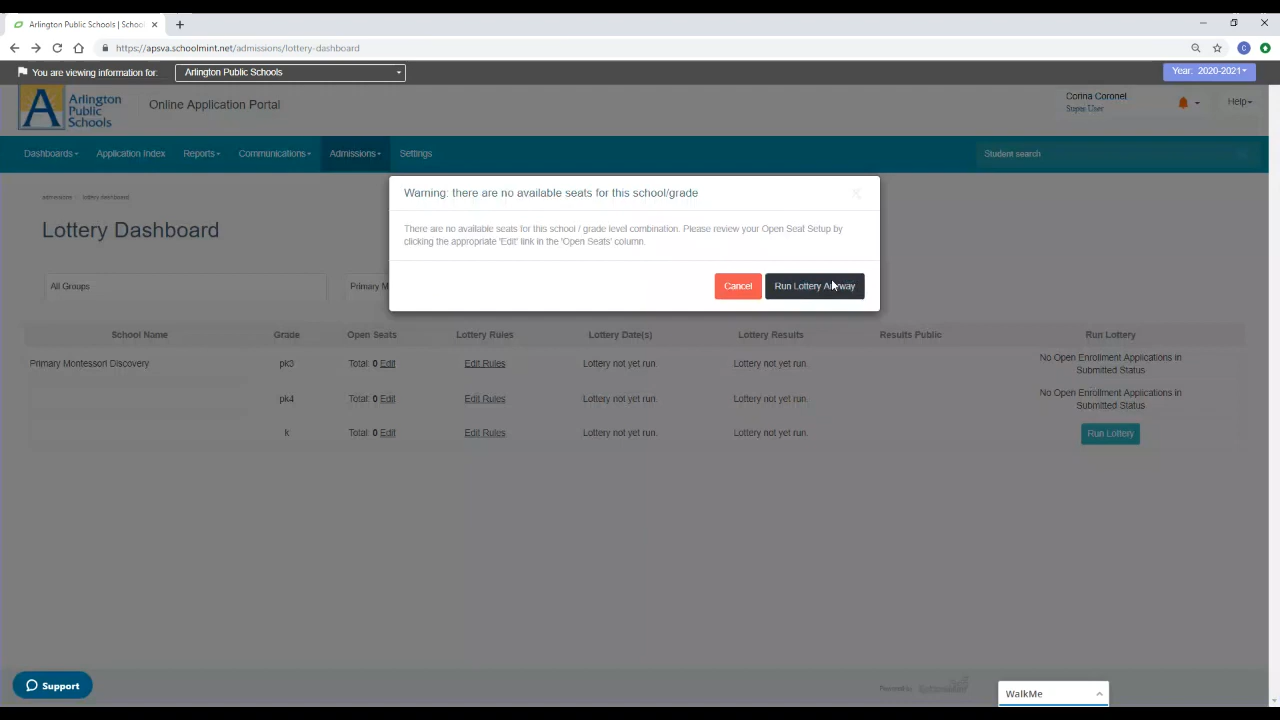 Arlington Public Schools | School
https://apsva.schoolmint.net/admissions/lottery-dashboard
You are viewing information for:
Arlington Public Schools
Year: 2020-2021
Arlington
Public
Schools
Online Application Portal
Corina Coronel
Super User
Help
Dashboards
Application Index
Reports
Communications
Admissions
Settings
Student search
admissions
lottery dashboard
Lottery Dashboard
Warning: there are no available seats for this school/grade
There are no available seats for this school / grade level combination. Please review your Open Seat Setup by
clicking the appropriate 'Edit' link in the 'Open Seats' column.
Cancel
Run Lottery Anyway
All Groups
Primary M
School Name Grade Open Seats Lottery Rules Lottery Date(s) Lottery Results Results Public Run Lottery
Primary Montessori Discovery pk3 Total: 0 Edit Edit Rules Lottery not yet run. Lottery not yet run. No Open Enrollment Applications in
Submitted Status
pk4 Total: 0 Edit Edit Rules Lottery not yet run. Lottery not yet run. No Open Enrollment Applications in
Submitted Status
k Total: 0 Edit Edit Rules Lottery not yet run. Lottery not yet run. Run Lottery
Support
Powered by
WalkMe